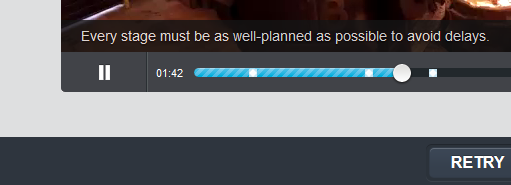 Every stage must be as well-planned as possible to avoid delays.
01:42
RETRY